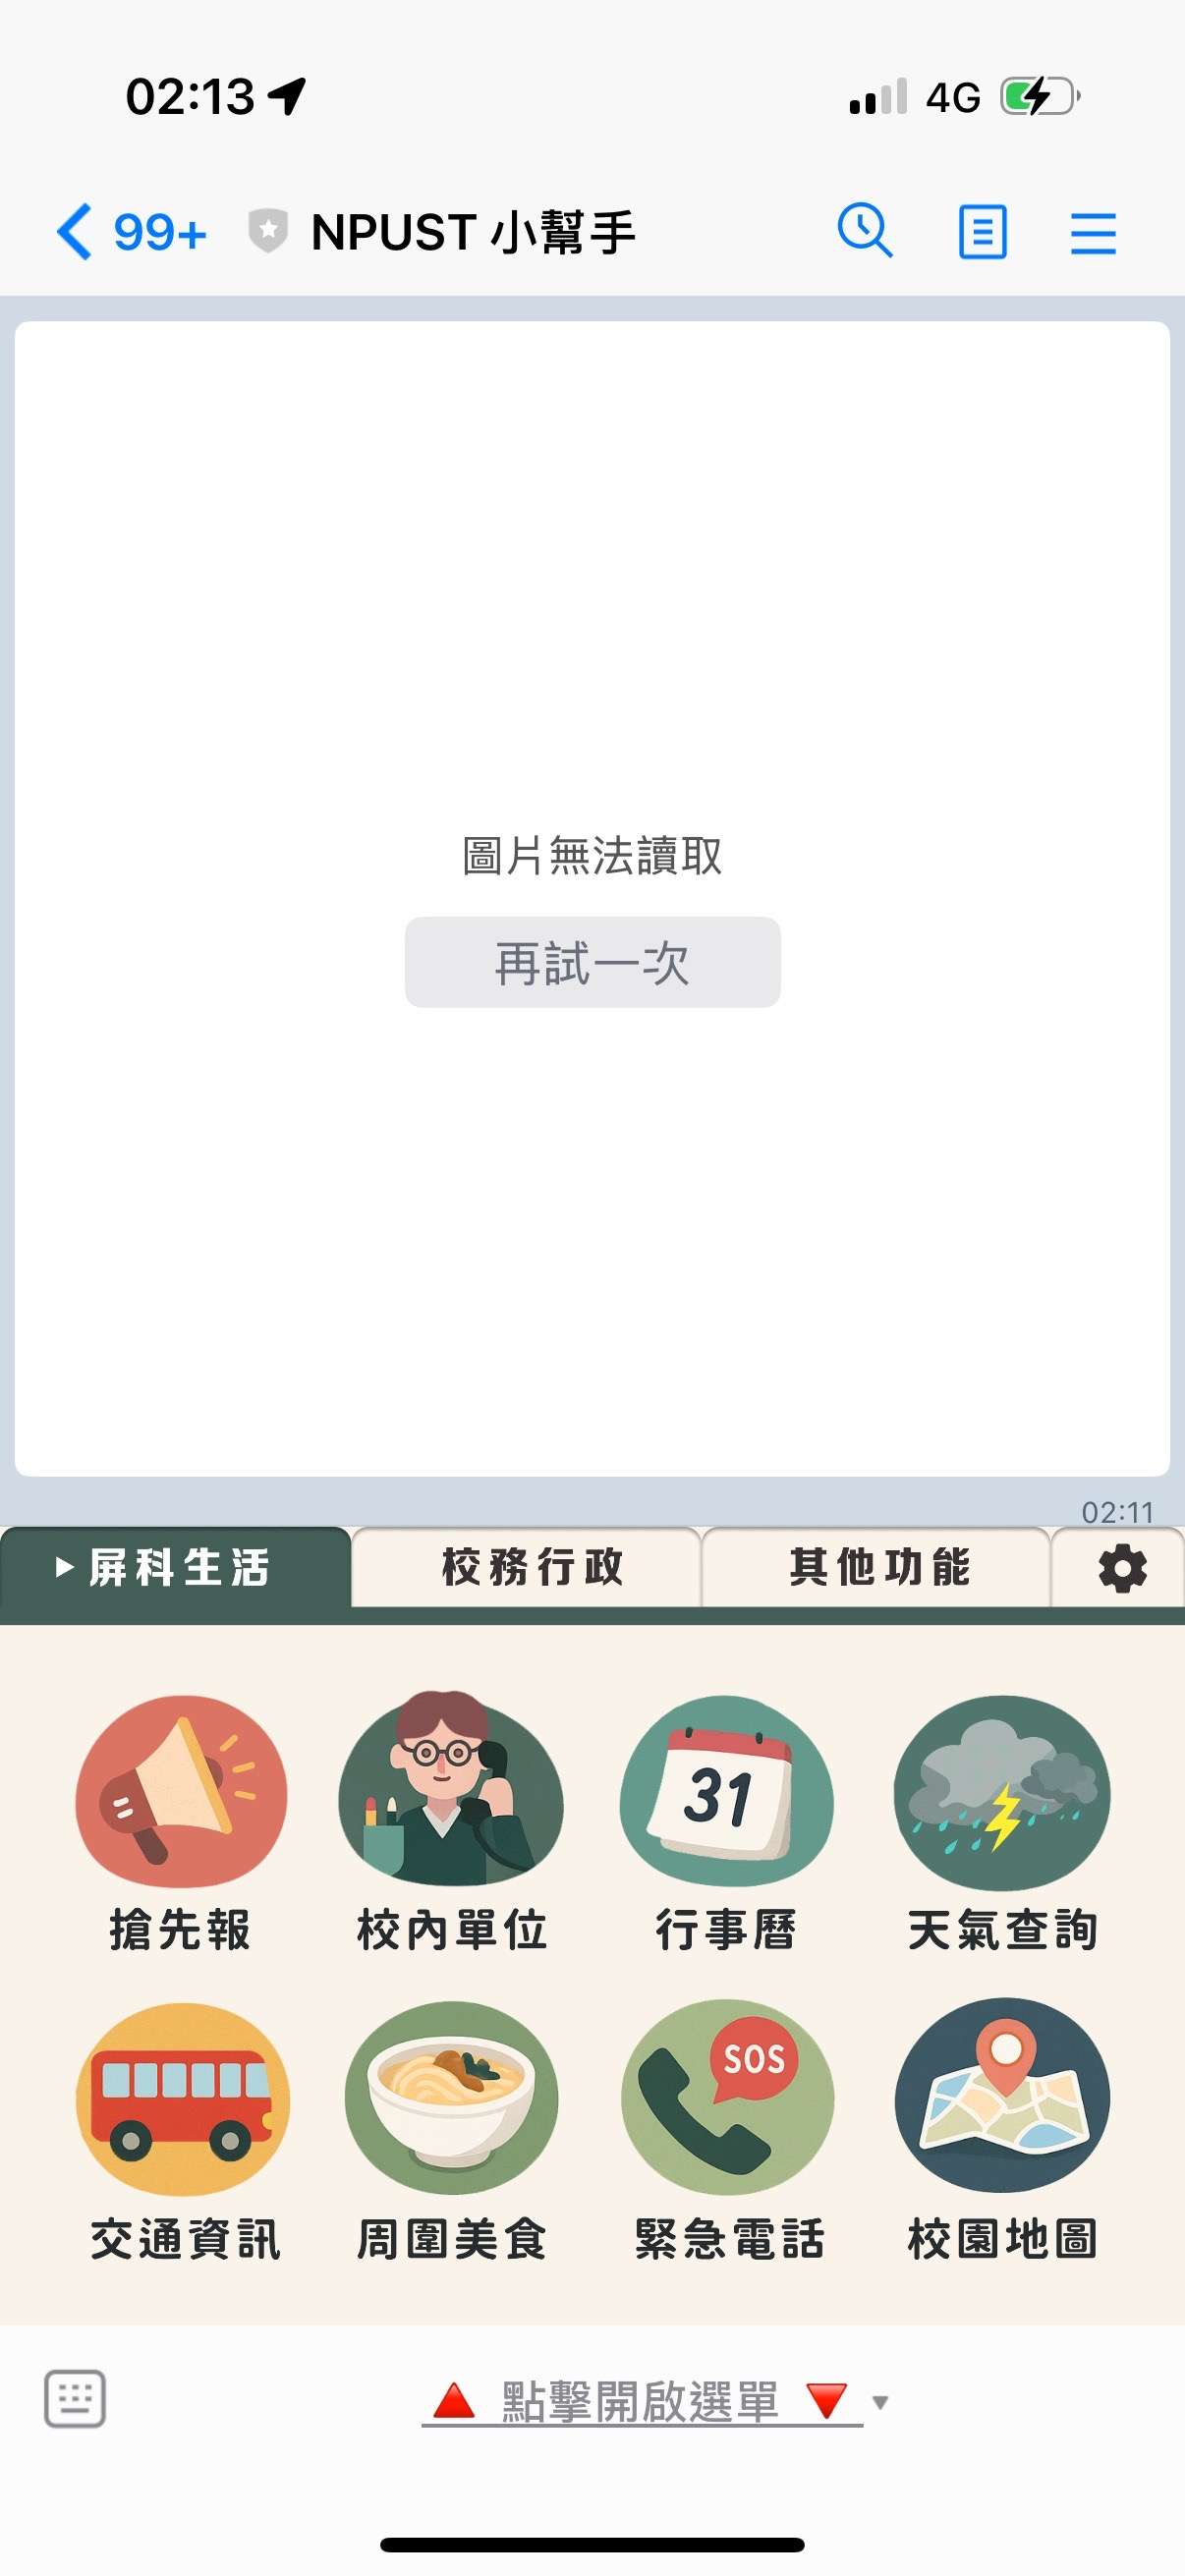 02:13 4G
99+ NPUST 小幫手
圖片無法讀取
再試一次
02:11
屏科生活 校務行政 其他功能
31
搶先報 校內單位 行事曆 天氣查詢
SOS
交通資訊 周圍美食 緊急電話 校園地圖
🔺 點擊開啟選單 🔻 ▾